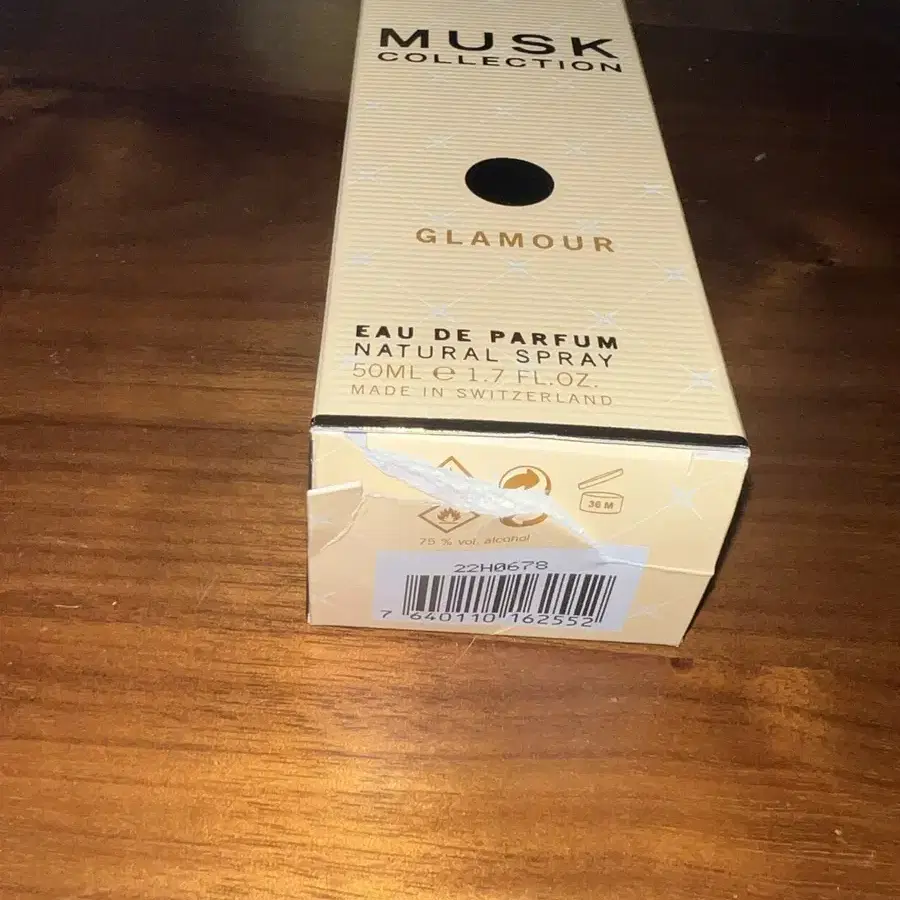 MUSK
COLLECTION
GLAMOUR
EAU DE PARFUM
NATURAL SPRAY
50ML ℮ 1.7 FL.OZ.
MADE IN SWITZERLAND
36 M
75 % vol. alcohol
22H0678
7 640110 162552